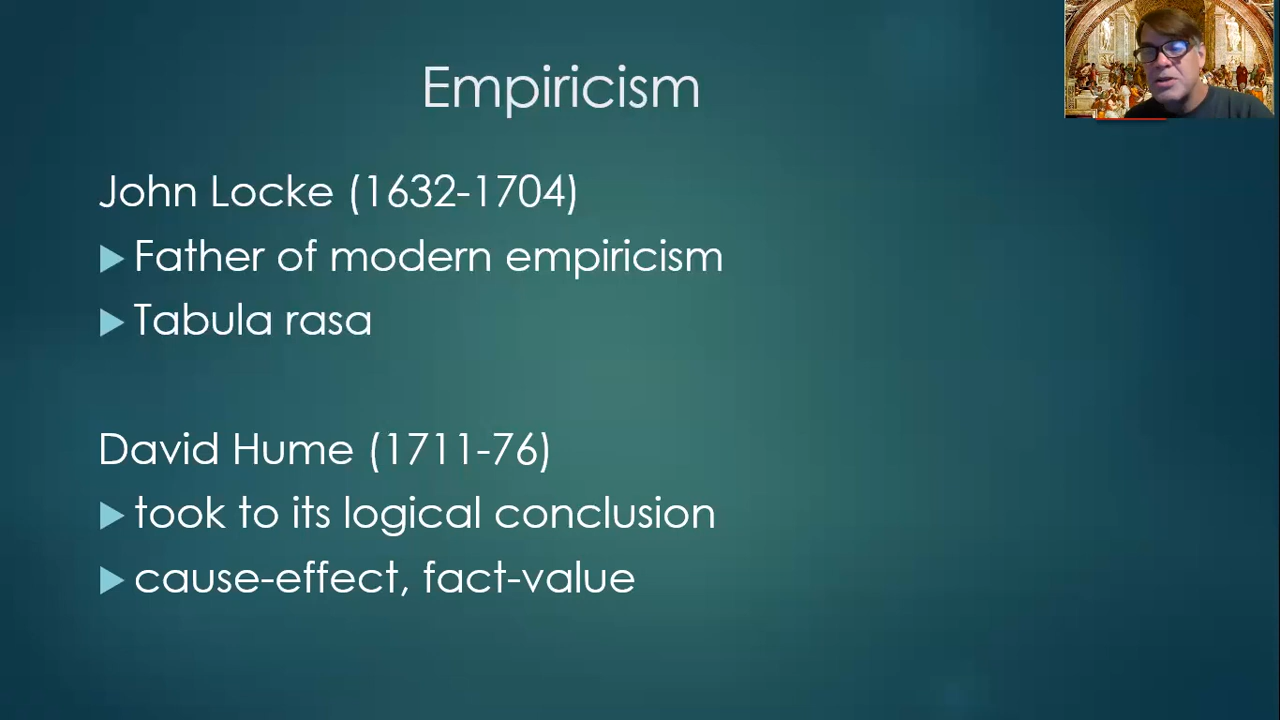 Empiricism
John Locke (1632-1704)
Father of modern empiricism
Tabula rasa
David Hume (1711-76)
took to its logical conclusion
cause-effect, fact-value